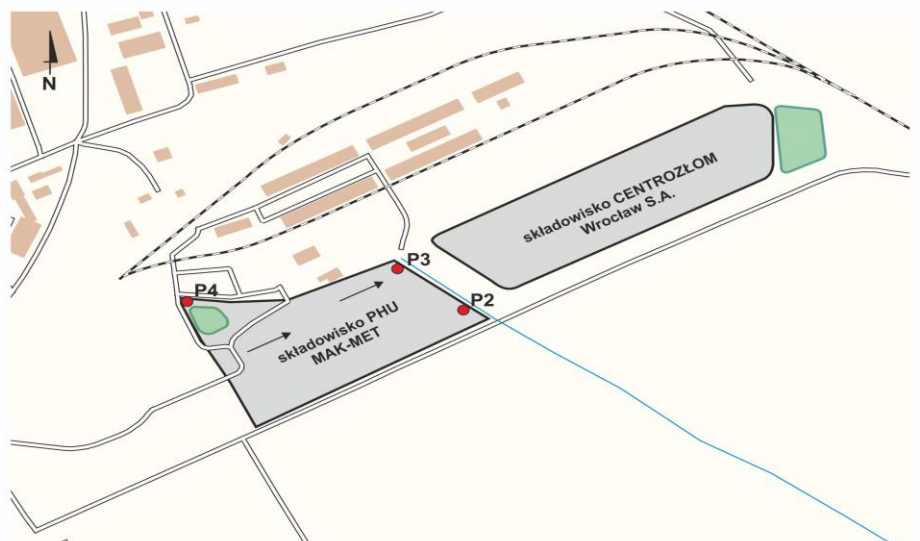 N
składowisko CENTROZŁOM
Wrocław S.A.
P3
P4
P2
składowisko PHU
MAK-MET